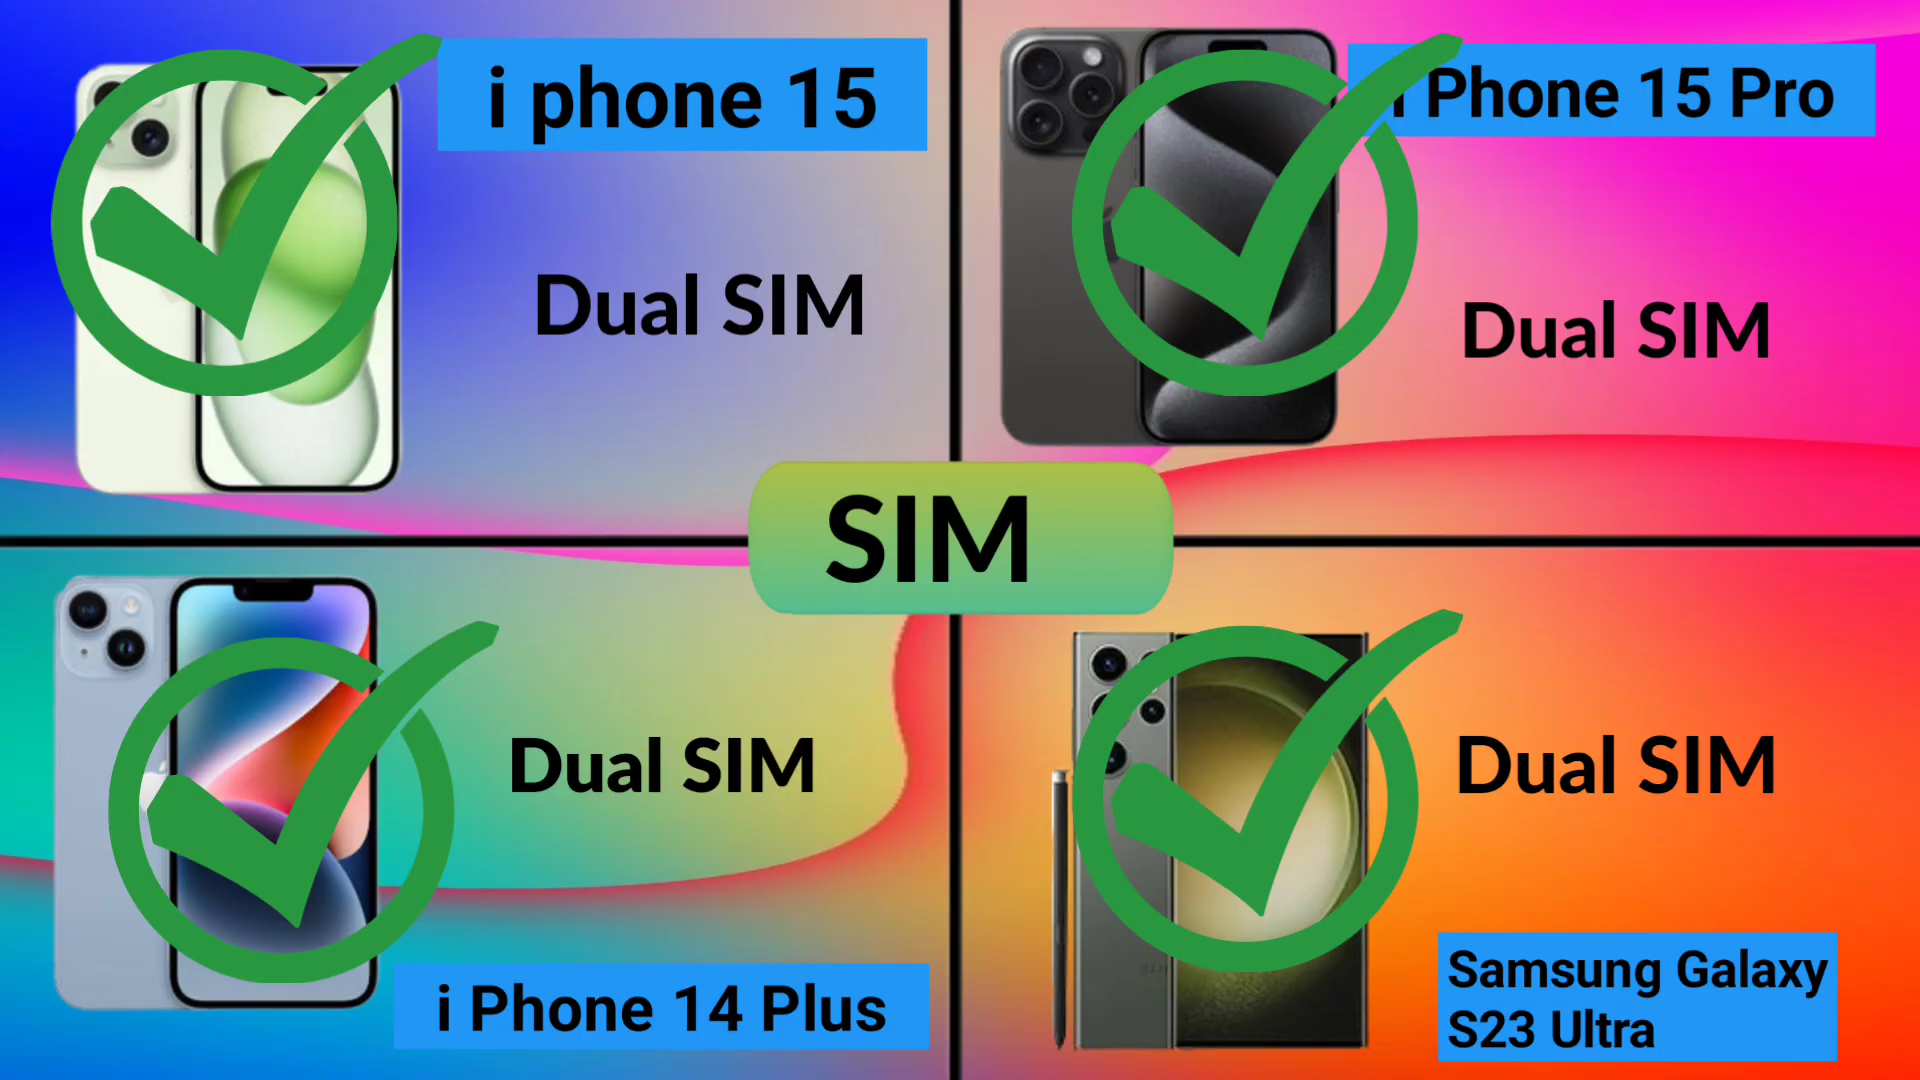 i phone 15
i Phone 15 Pro
Dual SIM
Dual SIM
SIM
Dual SIM
Dual SIM
i Phone 14 Plus
Samsung Galaxy
S23 Ultra